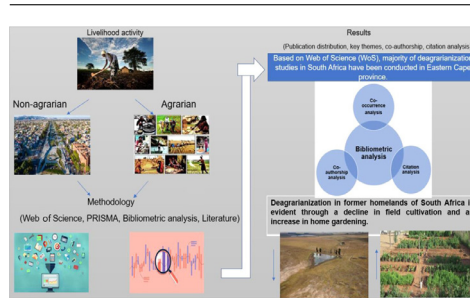 Livelihood activity
Non-agrarian
Agrarian
Methodology
(Web of Science, PRISMA, Bibliometric analysis, Literature)
Results
(Publication distribution, key themes, co-authorship, citation analysis
Based on Web of Science (WoS), majority of deagrarianization
studies in South Africa have been conducted in Eastern Cape
province.
Co-
occurrence
analysis
Bibliometric
analysis
Co-
authorship
analysis
Citation
analysis
Deagrarianization in former homelands of South Africa i
evident through a decline in field cultivation and a
increase in home gardening.